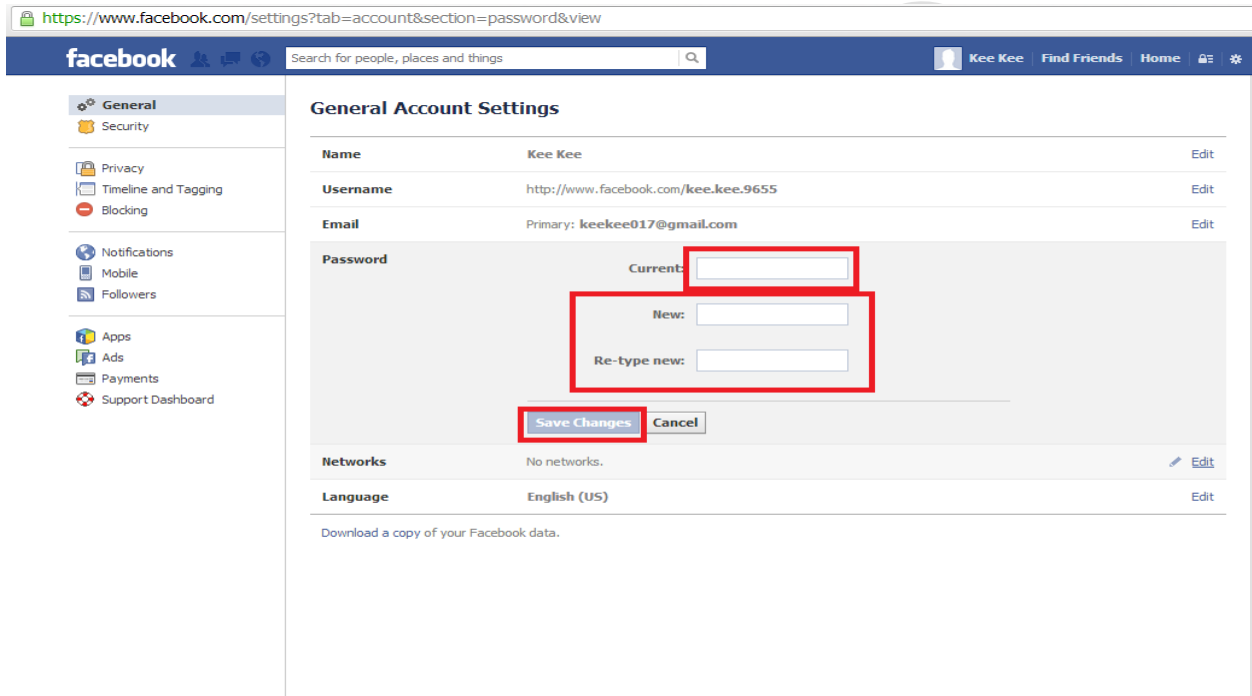 https://www.facebook.com/settings?tab=account&section=password&view
facebook Search for people, places and things Kee Kee Find Friends Home
General
Security
Privacy
Timeline and Tagging
Blocking
Notifications
Mobile
Followers
Apps
Ads
Payments
Support Dashboard
General Account Settings
Name Kee Kee Edit
Username http://www.facebook.com/kee.kee.9655 Edit
Email Primary: keekee017@gmail.com Edit
Password Current:
New:
Re-type new:
Save Changes Cancel
Networks No networks. Edit
Language English (US) Edit
Download a copy of your Facebook data.